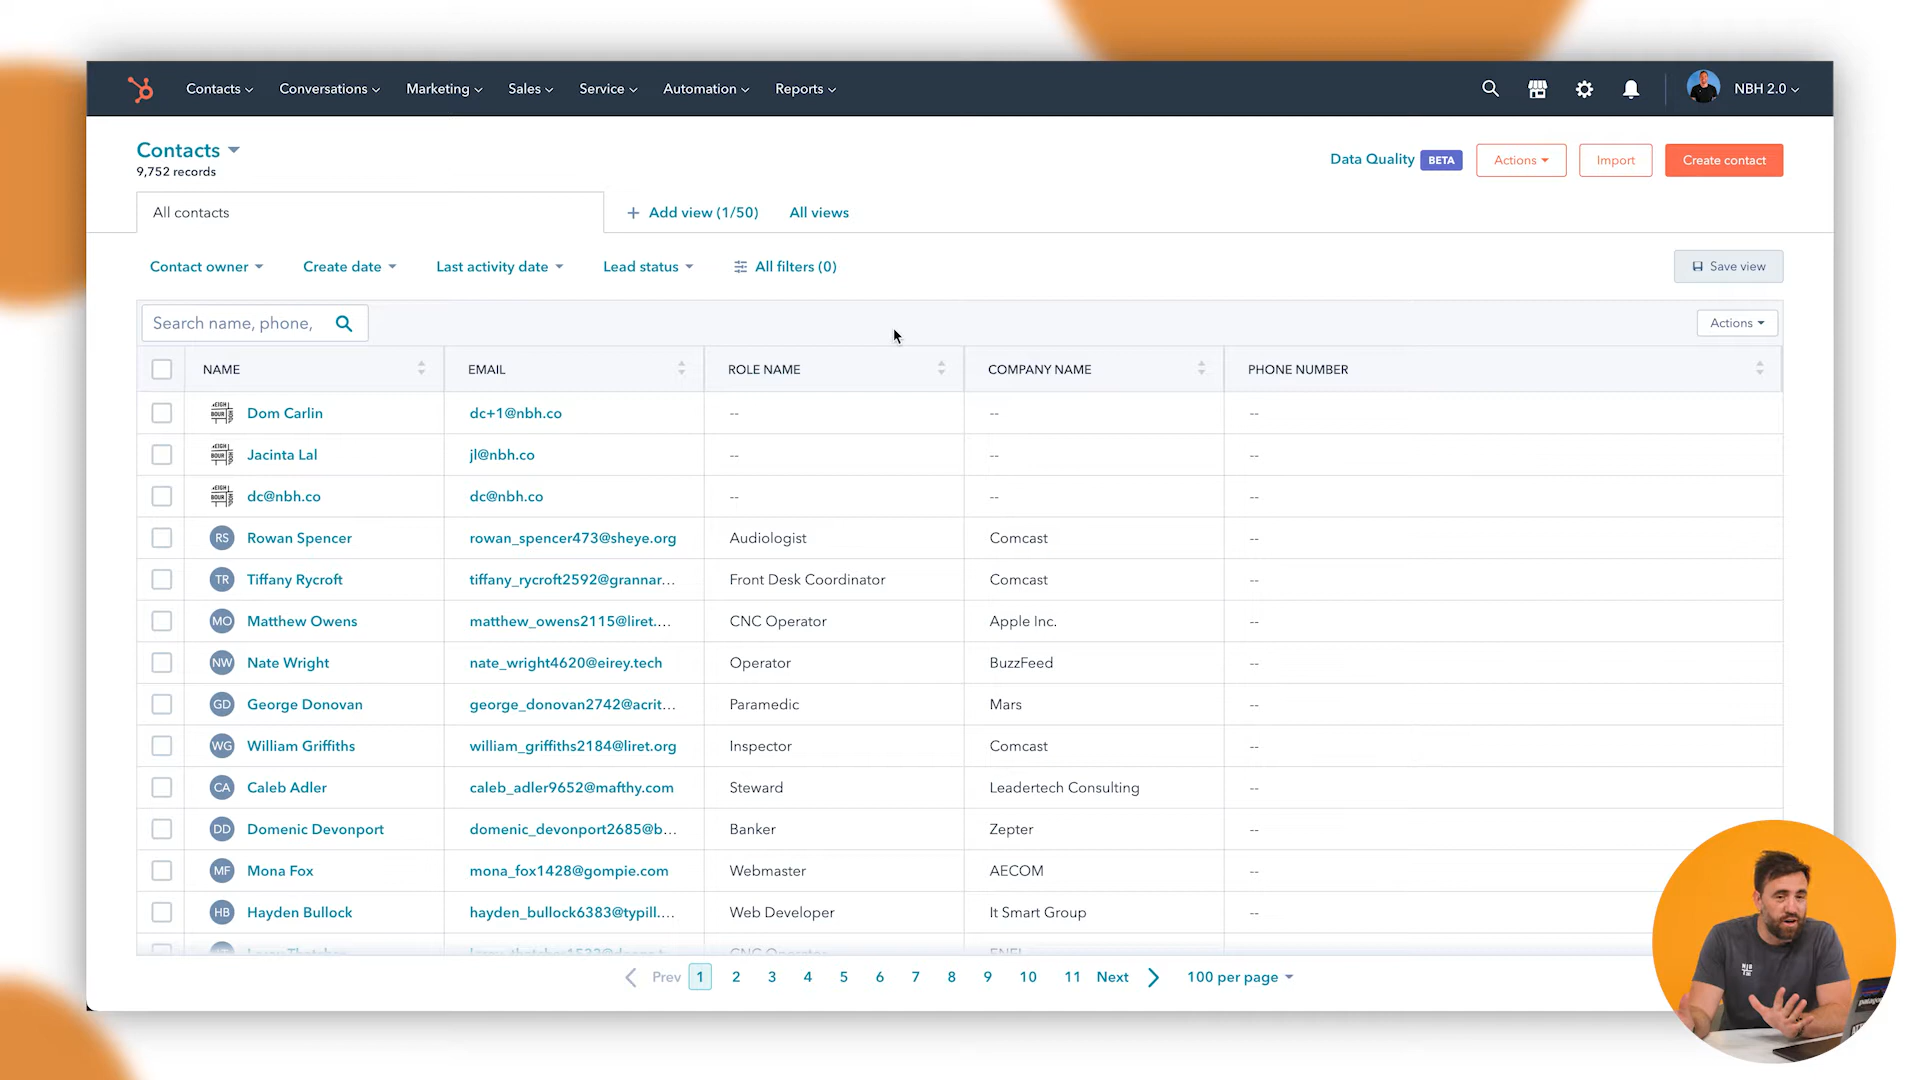 Contacts Conversations Marketing Sales Service Automation Reports NBH 2.0
Contacts
9,752 records
Data Quality BETA Actions Import Create contact
All contacts + Add view (1/50) All views
Contact owner Create date Last activity date Lead status All filters (0) Save view
Search name, phone, Actions
NAME EMAIL ROLE NAME COMPANY NAME PHONE NUMBER
Dom Carlin dc+1@nbh.co -- -- --
Jacinta Lal jl@nbh.co -- -- --
dc@nbh.co dc@nbh.co -- -- --
RS Rowan Spencer rowan_spencer473@sheye.org Audiologist Comcast --
TR Tiffany Rycroft tiffany_rycroft2592@grannar... Front Desk Coordinator Comcast --
MO Matthew Owens matthew_owens2115@liret.... CNC Operator Apple Inc. --
NW Nate Wright nate_wright4620@eirey.tech Operator BuzzFeed --
GD George Donovan george_donovan2742@acrit... Paramedic Mars --
WG William Griffiths william_griffiths2184@liret.org Inspector Comcast --
CA Caleb Adler caleb_adler9652@mafthy.com Steward Leadertech Consulting --
DD Domenic Devonport domenic_devonport2685@b... Banker Zepter --
MF Mona Fox mona_fox1428@gompie.com Webmaster AECOM --
HB Hayden Bullock hayden_bullock6383@typill.... Web Developer It Smart Group --
CNC Operator
Prev 1 2 3 4 5 6 7 8 9 10 11 Next 100 per page